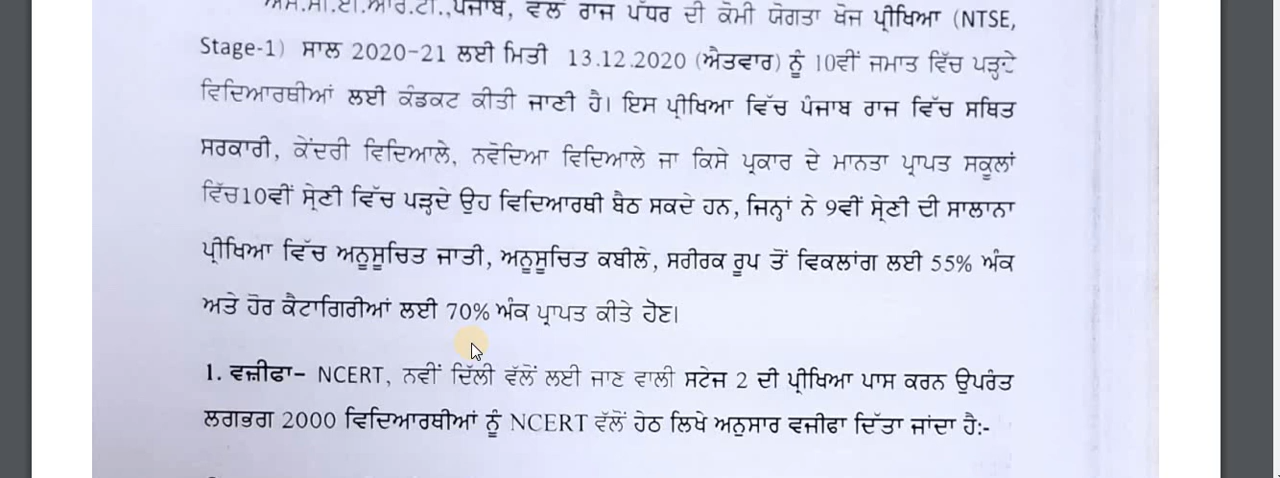 ਐਸ.ਸੀ.ਈ.ਆਰ.ਟੀ.,ਪੰਜਾਬ, ਵਲੋਂ ਰਾਜ ਪੱਧਰ ਦੀ ਕੌਮੀ ਯੋਗਤਾ ਖੋਜ ਪ੍ਰੀਖਿਆ (NTSE,
Stage-1) ਸਾਲ 2020-21 ਲਈ ਮਿਤੀ 13.12.2020 (ਐਤਵਾਰ) ਨੂੰ 10ਵੀਂ ਜਮਾਤ ਵਿੱਚ ਪੜ੍ਹਦੇ
ਵਿਦਿਆਰਥੀਆਂ ਲਈ ਕੰਡਕਟ ਕੀਤੀ ਜਾਣੀ ਹੈ। ਇਸ ਪ੍ਰੀਖਿਆ ਵਿੱਚ ਪੰਜਾਬ ਰਾਜ ਵਿੱਚ ਸਥਿਤ
ਸਰਕਾਰੀ, ਕੇਂਦਰੀ ਵਿਦਿਆਲੇ, ਨਵੋਦਿਆ ਵਿਦਿਆਲੇ ਜਾ ਕਿਸੇ ਪ੍ਰਕਾਰ ਦੇ ਮਾਨਤਾ ਪ੍ਰਾਪਤ ਸਕੂਲਾਂ
ਵਿੱਚ10ਵੀਂ ਸ੍ਰੇਣੀ ਵਿੱਚ ਪੜ੍ਹਦੇ ਉਹ ਵਿਦਿਆਰਥੀ ਬੈਠ ਸਕਦੇ ਹਨ, ਜਿਨ੍ਹਾਂ ਨੇ 9ਵੀਂ ਸ੍ਰੇਣੀ ਦੀ ਸਾਲਾਨਾ
ਪ੍ਰੀਖਿਆ ਵਿੱਚ ਅਨੂਸੂਚਿਤ ਜਾਤੀ, ਅਨੂਸੂਚਿਤ ਕਬੀਲੇ, ਸਰੀਰਕ ਰੂਪ ਤੋਂ ਵਿਕਲਾਂਗ ਲਈ 55% ਅੰਕ
ਅਤੇ ਹੋਰ ਕੈਟਾਗਿਰੀਆਂ ਲਈ 70% ਅੰਕ ਪ੍ਰਾਪਤ ਕੀਤੇ ਹੋਣ।
1. ਵਜ਼ੀਫਾ- NCERT, ਨਵੀਂ ਦਿੱਲੀ ਵੱਲੋਂ ਲਈ ਜਾਣ ਵਾਲੀ ਸਟੇਜ 2 ਦੀ ਪ੍ਰੀਖਿਆ ਪਾਸ ਕਰਨ ਉਪਰੰਤ
ਲਗਭਗ 2000 ਵਿਦਿਆਰਥੀਆਂ ਨੂੰ NCERT ਵੱਲੋਂ ਹੇਠ ਲਿਖੇ ਅਨੁਸਾਰ ਵਜੀਫਾ ਦਿੱਤਾ ਜਾਂਦਾ ਹੈ:-